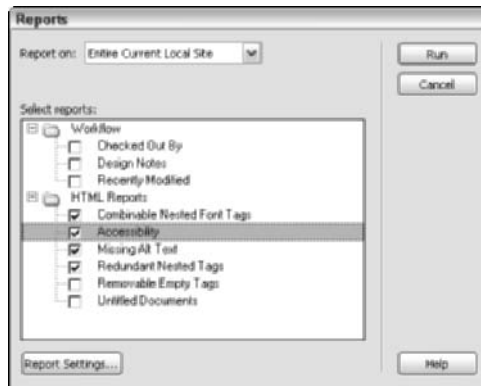 Reports
Report on: Entire Current Local Site
Run
Cancel
Select reports:
Workflow
Checked Out By
Design Notes
Recently Modified
HTML Reports
Combinable Nested Font Tags
Accessibility
Missing Alt Text
Redundant Nested Tags
Removable Empty Tags
Untitled Documents
Report Settings...
Help